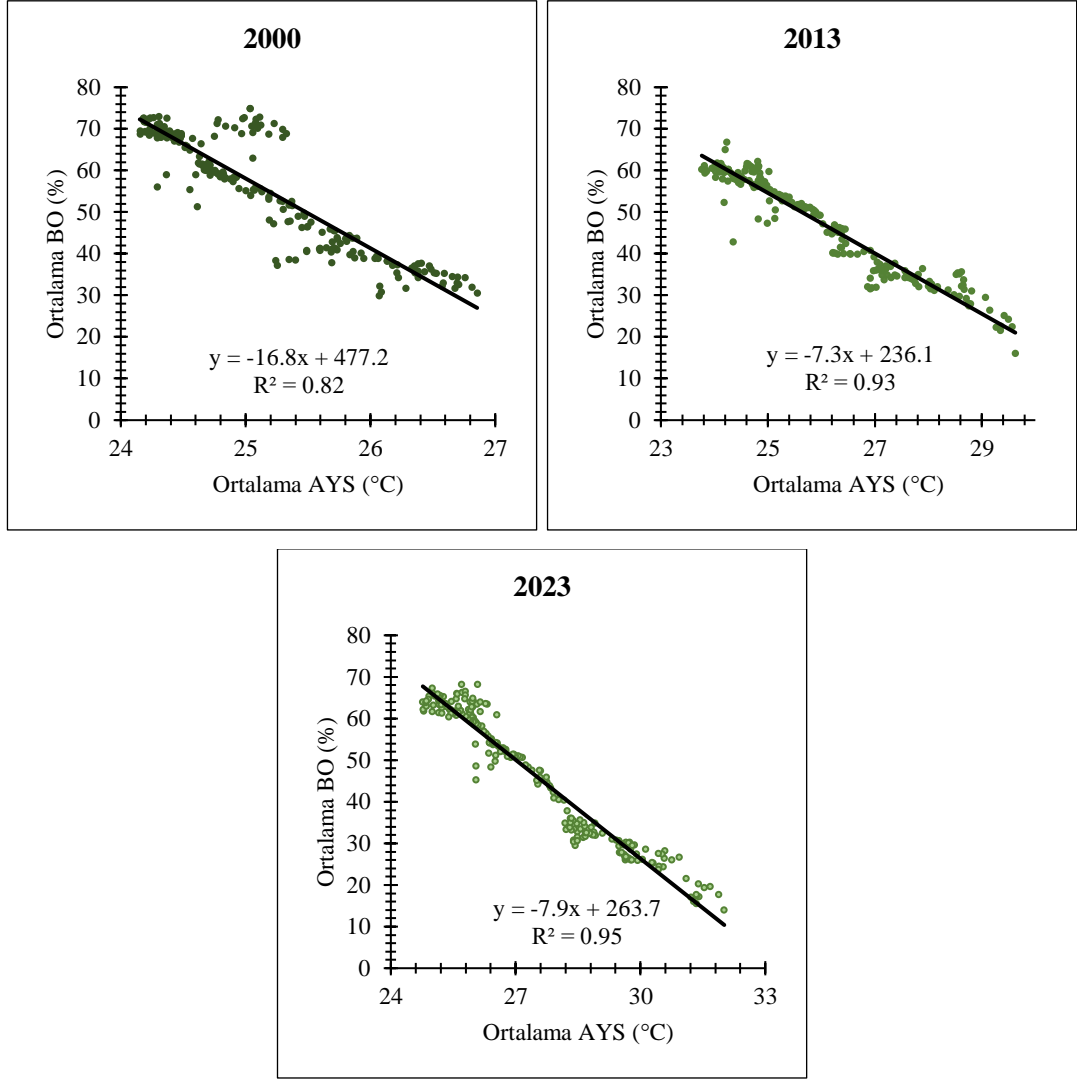 2000
80
70
60
50
40
30
20
10
0
Ortalama BO (%)
y = -16.8x + 477.2
R² = 0.82
24 25 26 27
Ortalama AYS (°C)
2013
80
70
60
50
40
30
20
10
0
Ortalama BO (%)
y = -7.3x + 236.1
R² = 0.93
23 25 27 29
Ortalama AYS (°C)
2023
80
70
60
50
40
30
20
10
0
Ortalama BO (%)
y = -7.9x + 263.7
R² = 0.95
24 27 30 33
Ortalama AYS (°C)